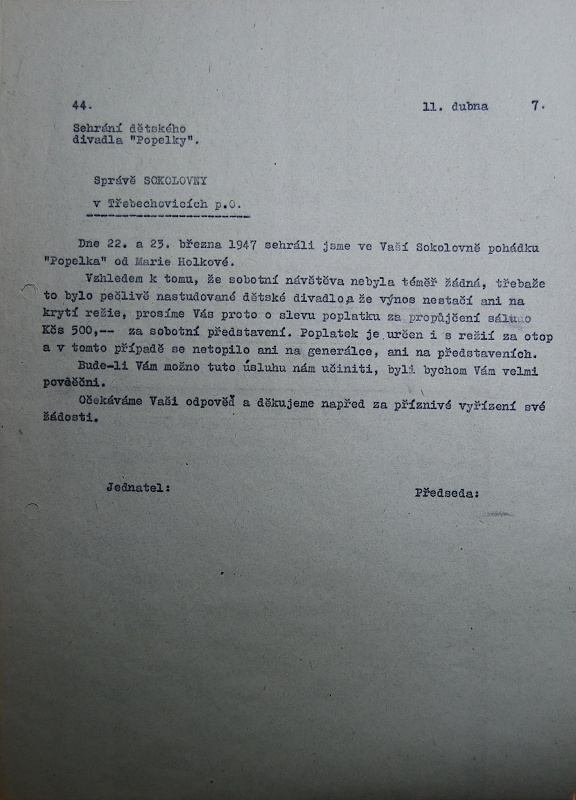 44. 11. dubna 7.
Sehrání dětského
divadla "Popelky".
Správě SOKOLOVNY
v Třebechovicích p.O.
Dne 22. a 23. března 1947 sehráli jsme ve Vaší Sokolovně pohádku
"Popelka" od Marie Holkové.
Vzhledem k tomu, že sobotní návštěva nebyla téměř žádná, třebaže
to bylo pečlivě nastudované dětské divadlo, a že výnos nestačí ani na
krytí režie, prosíme Vás proto o slevu poplatku za propůjčení sálu no
Kčs 500,-- za sobotní představení. Poplatek je určen i s režií za otop
a v tomto případě se netopilo ani na generálce, ani na představeních.
Bude-li Vám možno tuto úsluhu nám učiniti, byli bychom Vám velmi
povděčni.
Očekáváme Vaši odpověď a děkujeme napřed za příznivé vyřízení své
žádosti.
Jednatel: Předseda: